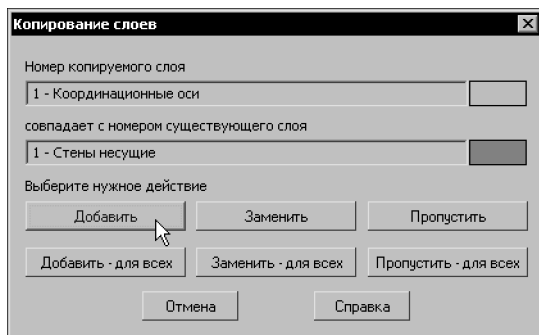 Копирование слоев
Номер копируемого слоя
1 - Координационные оси
совпадает с номером существующего слоя
1 - Стены несущие
Выберите нужное действие
Добавить Заменить Пропустить
Добавить - для всех Заменить - для всех Пропустить - для всех
Отмена Справка